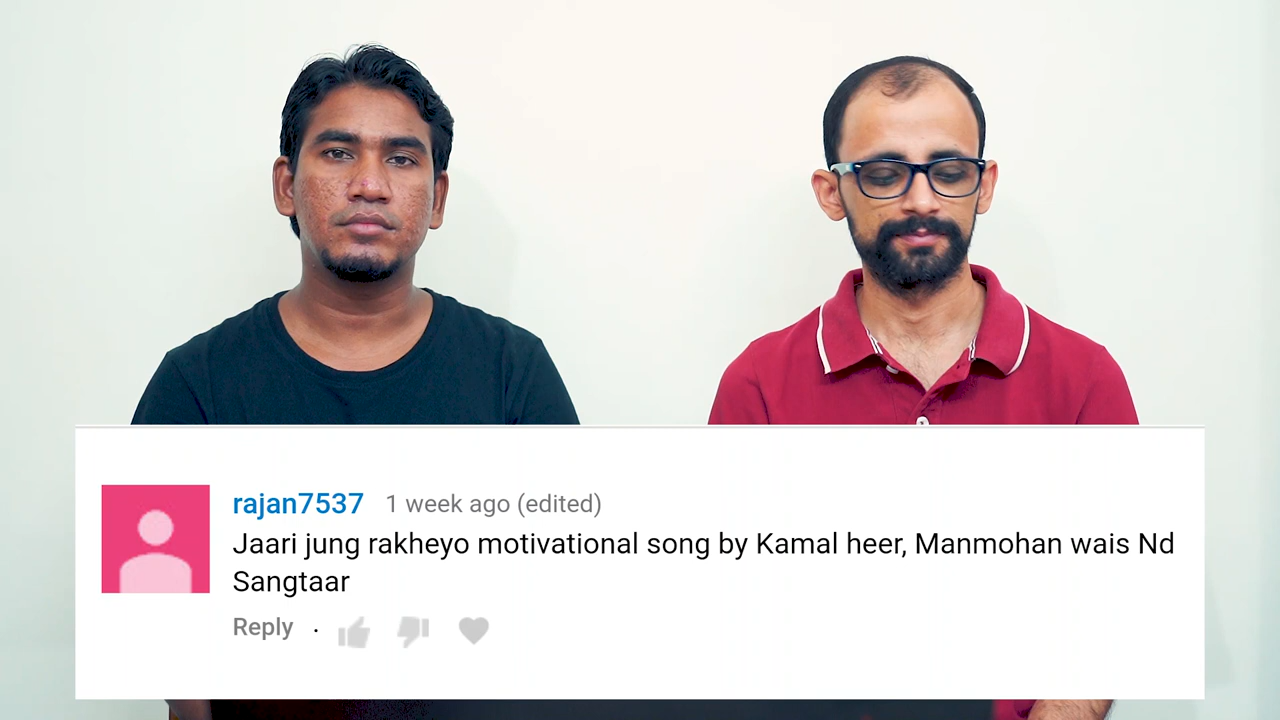 rajan7537 1 week ago (edited)
Jaari jung rakheyo motivational song by Kamal heer, Manmohan wais Nd
Sangtaar
Reply ·